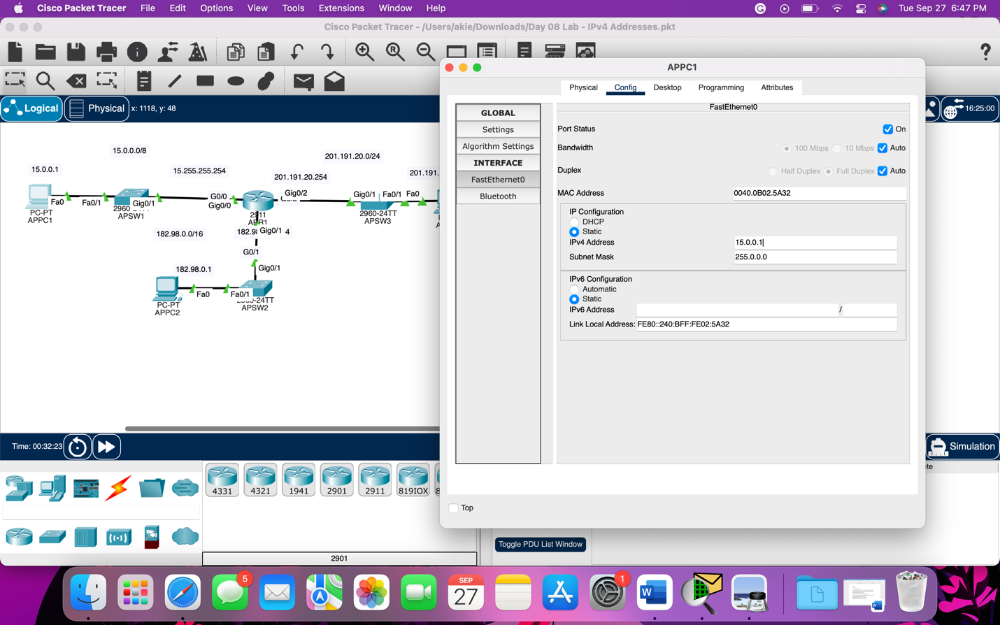 Cisco Packet Tracer File Edit Options View Tools Extensions Window Help Tue Sep 27 6:47 PM
Cisco Packet Tracer - /Users/akie/Downloads/Day 08 Lab - IPv4 Addresses.pkt
APPC1
Physical Config Desktop Programming Attributes
Logical Physical x: 1118, y: 48
16:25:00
GLOBAL
Settings
Algorithm Settings
INTERFACE
FastEthernet0
Bluetooth
FastEthernet0
Port Status On
Bandwidth 100 Mbps 10 Mbps Auto
Duplex Half Duplex Full Duplex Auto
MAC Address 0040.0B02.5A32
IP Configuration
DHCP
Static
IPv4 Address 15.0.0.1
Subnet Mask 255.0.0.0
IPv6 Configuration
Automatic
Static
IPv6 Address /
Link Local Address: FE80::240:BFF:FE02:5A32
Top
15.0.0.0/8
201.191.20.0/24
15.0.0.1
15.255.255.254
201.191.20.254
201.191.
Fa0
Fa0/1
Gig0/1
G0/0
Gig0/0
Gig0/2
Gig0/1
Fa0/1
Fa0
PC-PT
APPC1
2960
APSW1
2911
2960-24TT
APSW3
182.98.0.0/16
182.9
Gig0/1
4
G0/1
182.98.0.1
Gig0/1
Fa0
Fa0/1
PC-PT
APPC2
-24TT
APSW2
Time: 00:32:23
Simulation
4331 4321 1941 2901 2911 819IOX
2901
Toggle PDU List Window
5
SEP
27
1
W